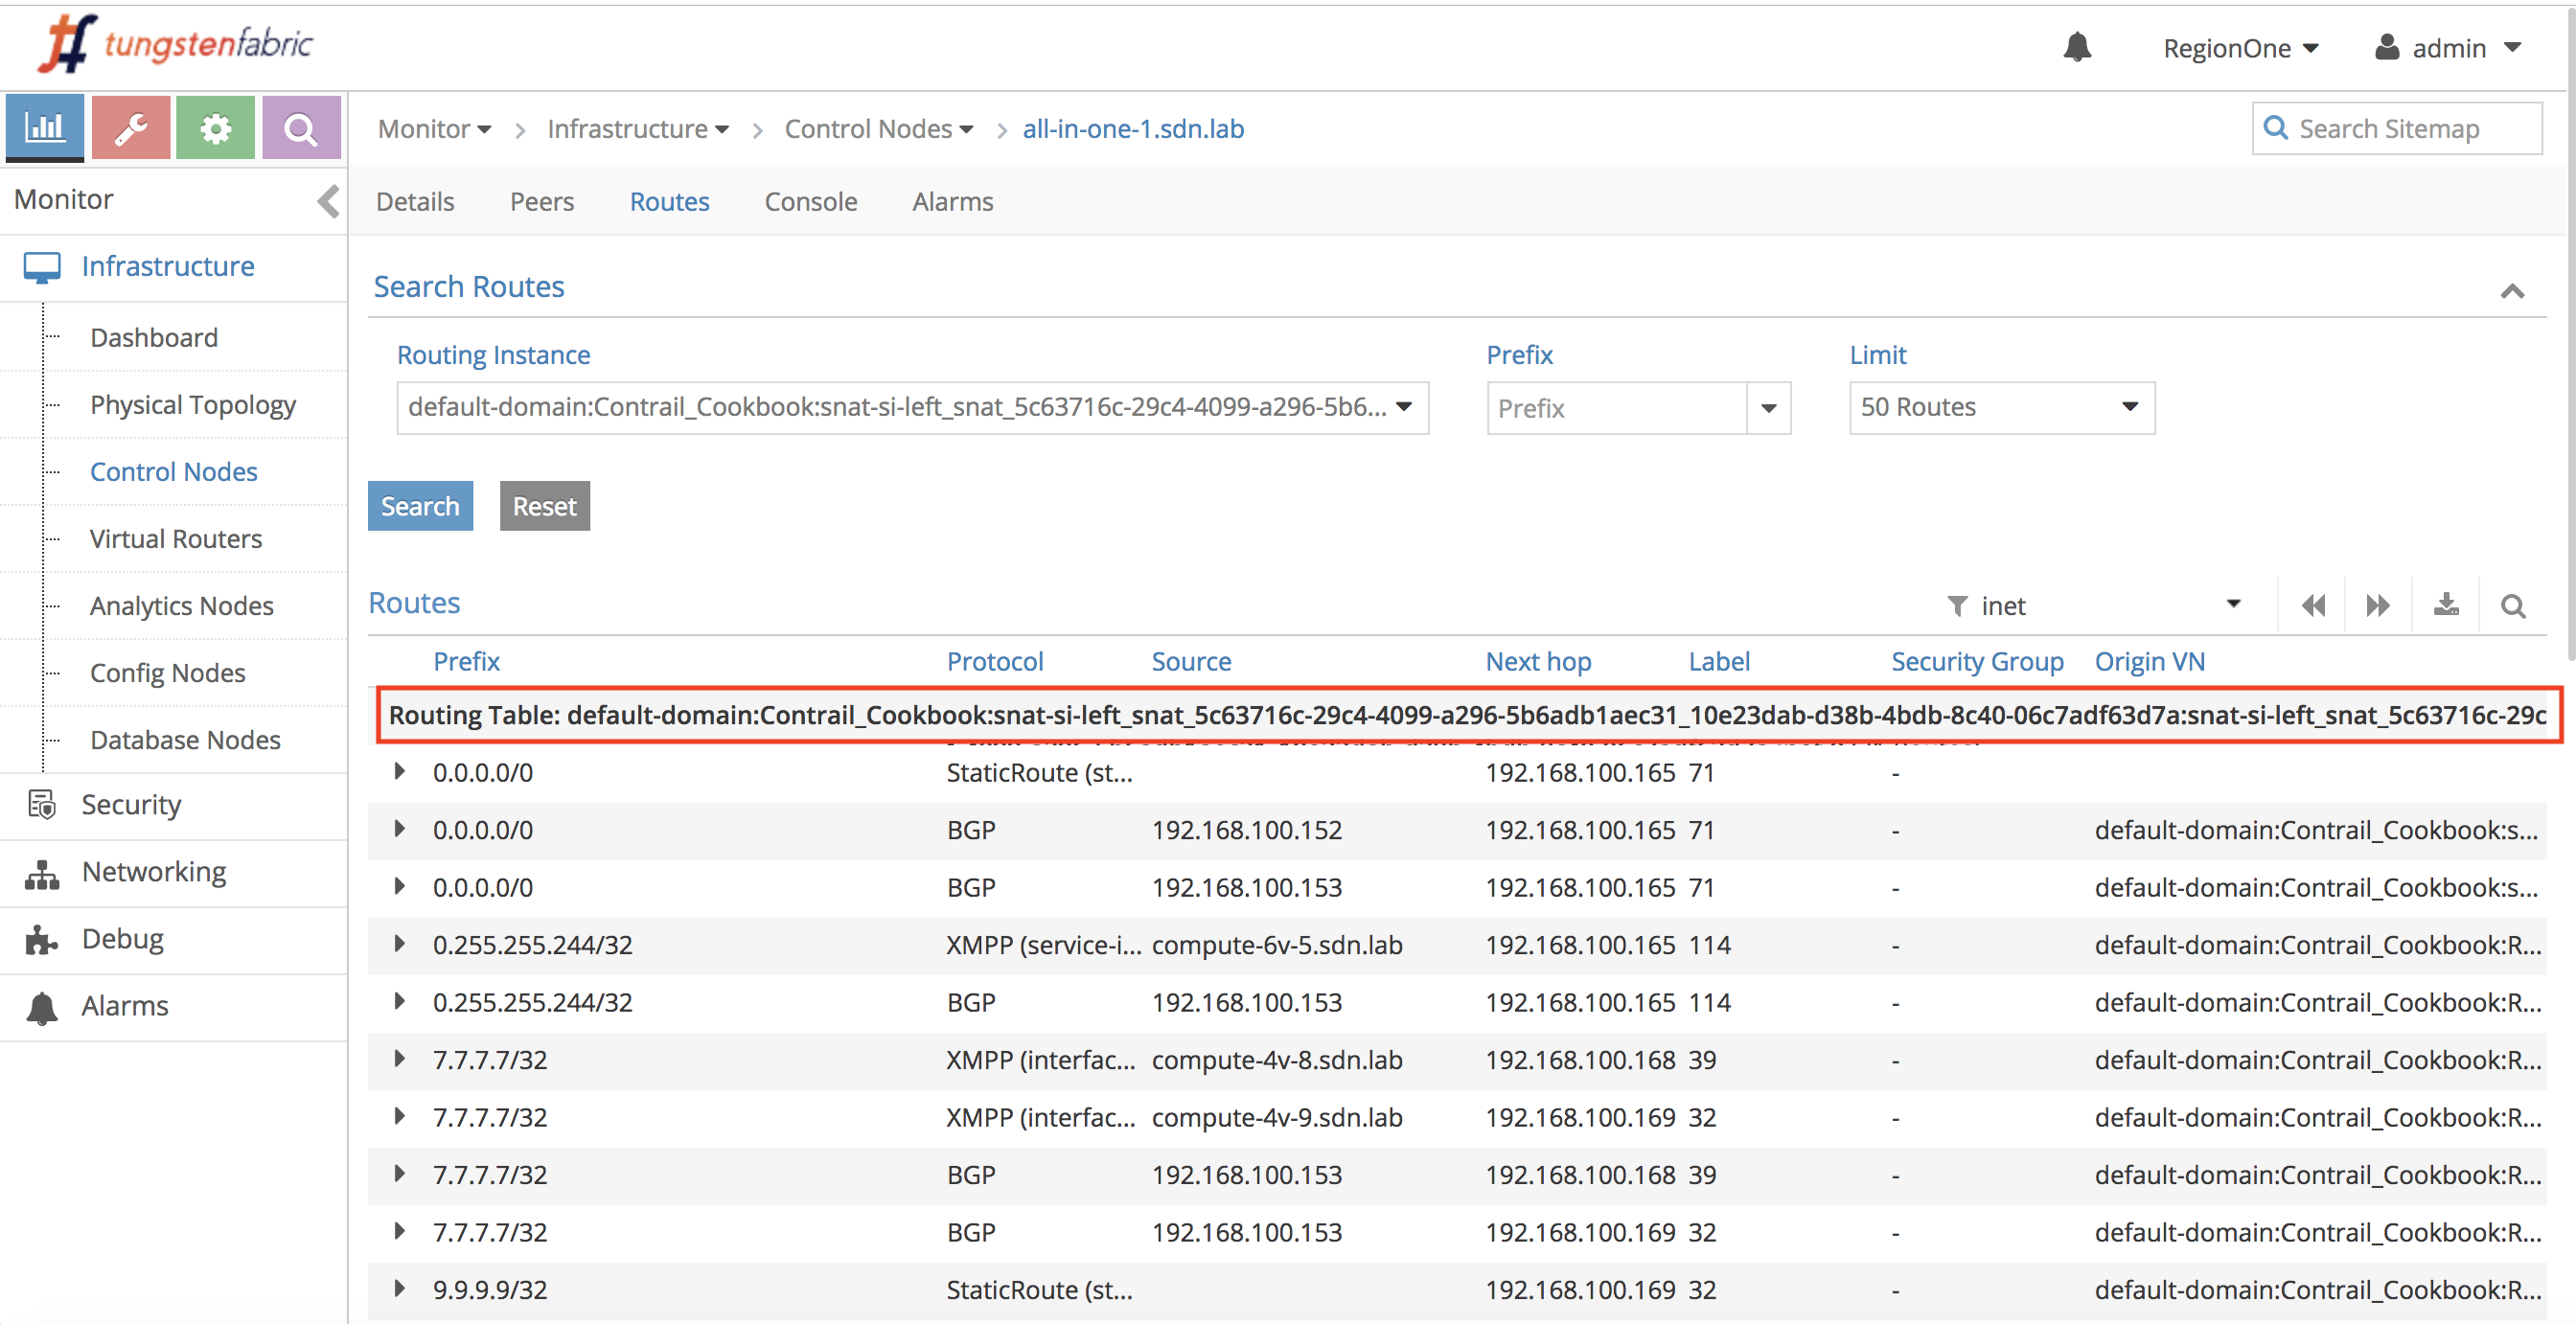 tungstenfabric
RegionOne admin
Monitor Infrastructure Control Nodes all-in-one-1.sdn.lab Search Sitemap
Monitor
Details Peers Routes Console Alarms
Infrastructure
Dashboard
Physical Topology
Control Nodes
Virtual Routers
Analytics Nodes
Config Nodes
Database Nodes
Security
Networking
Debug
Alarms
Search Routes
Routing Instance Prefix Limit
default-domain:Contrail_Cookbook:snat-si-left_snat_5c63716c-29c4-4099-a296-5b6... Prefix 50 Routes
Search Reset
Routes inet
Prefix Protocol Source Next hop Label Security Group Origin VN
Routing Table: default-domain:Contrail_Cookbook:snat-si-left_snat_5c63716c-29c4-4099-a296-5b6adb1aec31_10e23dab-d38b-4bdb-8c40-06c7adf63d7a:snat-si-left_snat_5c63716c-29c
0.0.0.0/0 StaticRoute (st... 192.168.100.165 71 -
0.0.0.0/0 BGP 192.168.100.152 192.168.100.165 71 - default-domain:Contrail_Cookbook:s...
0.0.0.0/0 BGP 192.168.100.153 192.168.100.165 71 - default-domain:Contrail_Cookbook:s...
0.255.255.244/32 XMPP (service-i... compute-6v-5.sdn.lab 192.168.100.165 114 - default-domain:Contrail_Cookbook:R...
0.255.255.244/32 BGP 192.168.100.153 192.168.100.165 114 - default-domain:Contrail_Cookbook:R...
7.7.7.7/32 XMPP (interfac... compute-4v-8.sdn.lab 192.168.100.168 39 - default-domain:Contrail_Cookbook:R...
7.7.7.7/32 XMPP (interfac... compute-4v-9.sdn.lab 192.168.100.169 32 - default-domain:Contrail_Cookbook:R...
7.7.7.7/32 BGP 192.168.100.153 192.168.100.168 39 - default-domain:Contrail_Cookbook:R...
7.7.7.7/32 BGP 192.168.100.153 192.168.100.169 32 - default-domain:Contrail_Cookbook:R...
9.9.9.9/32 StaticRoute (st... 192.168.100.169 32 - default-domain:Contrail_Cookbook:R...